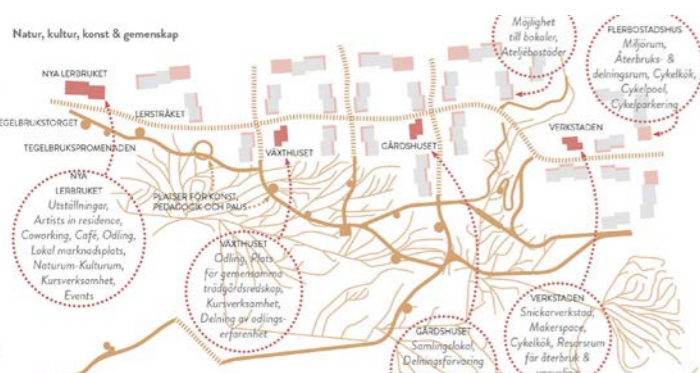 Natur, kultur, konst & gemenskap
Möjlighet
till lokaler,
Ateljébostäder
FLERBOSTADSHUS
Miljörum,
Återbruks- &
delningsrum, Cykelkök,
Cykelpool,
Cykelparkering
NYA LERBRUKET
LERSTRÅKET
TEGELBRUKSTORGET
TEGELBRUKSPROMENADEN
VÄXTHUSET
GÅRDSHUSET
VERKSTADEN
PLATSER FÖR KONST,
PEDAGOGIK OCH PAUS
NYA
LERBRUKET
Utställningar,
Artists in residence,
Coworking, Café, Odling,
Lokal marknadsplats,
Naturum-Kulturum,
Kursverksamhet,
Events
VÄXTHUSET
Odling, Plats
för gemensamma
trädgårdsredskap,
Kursverksamhet,
Delning av odlings-
erfarenhet
GÅRDSHUSET
Samlingslokal,
Delningsförvaring
VERKSTADEN
Snickarverkstad,
Makerspace,
Cykelkök, Resursrum
för återbruk &